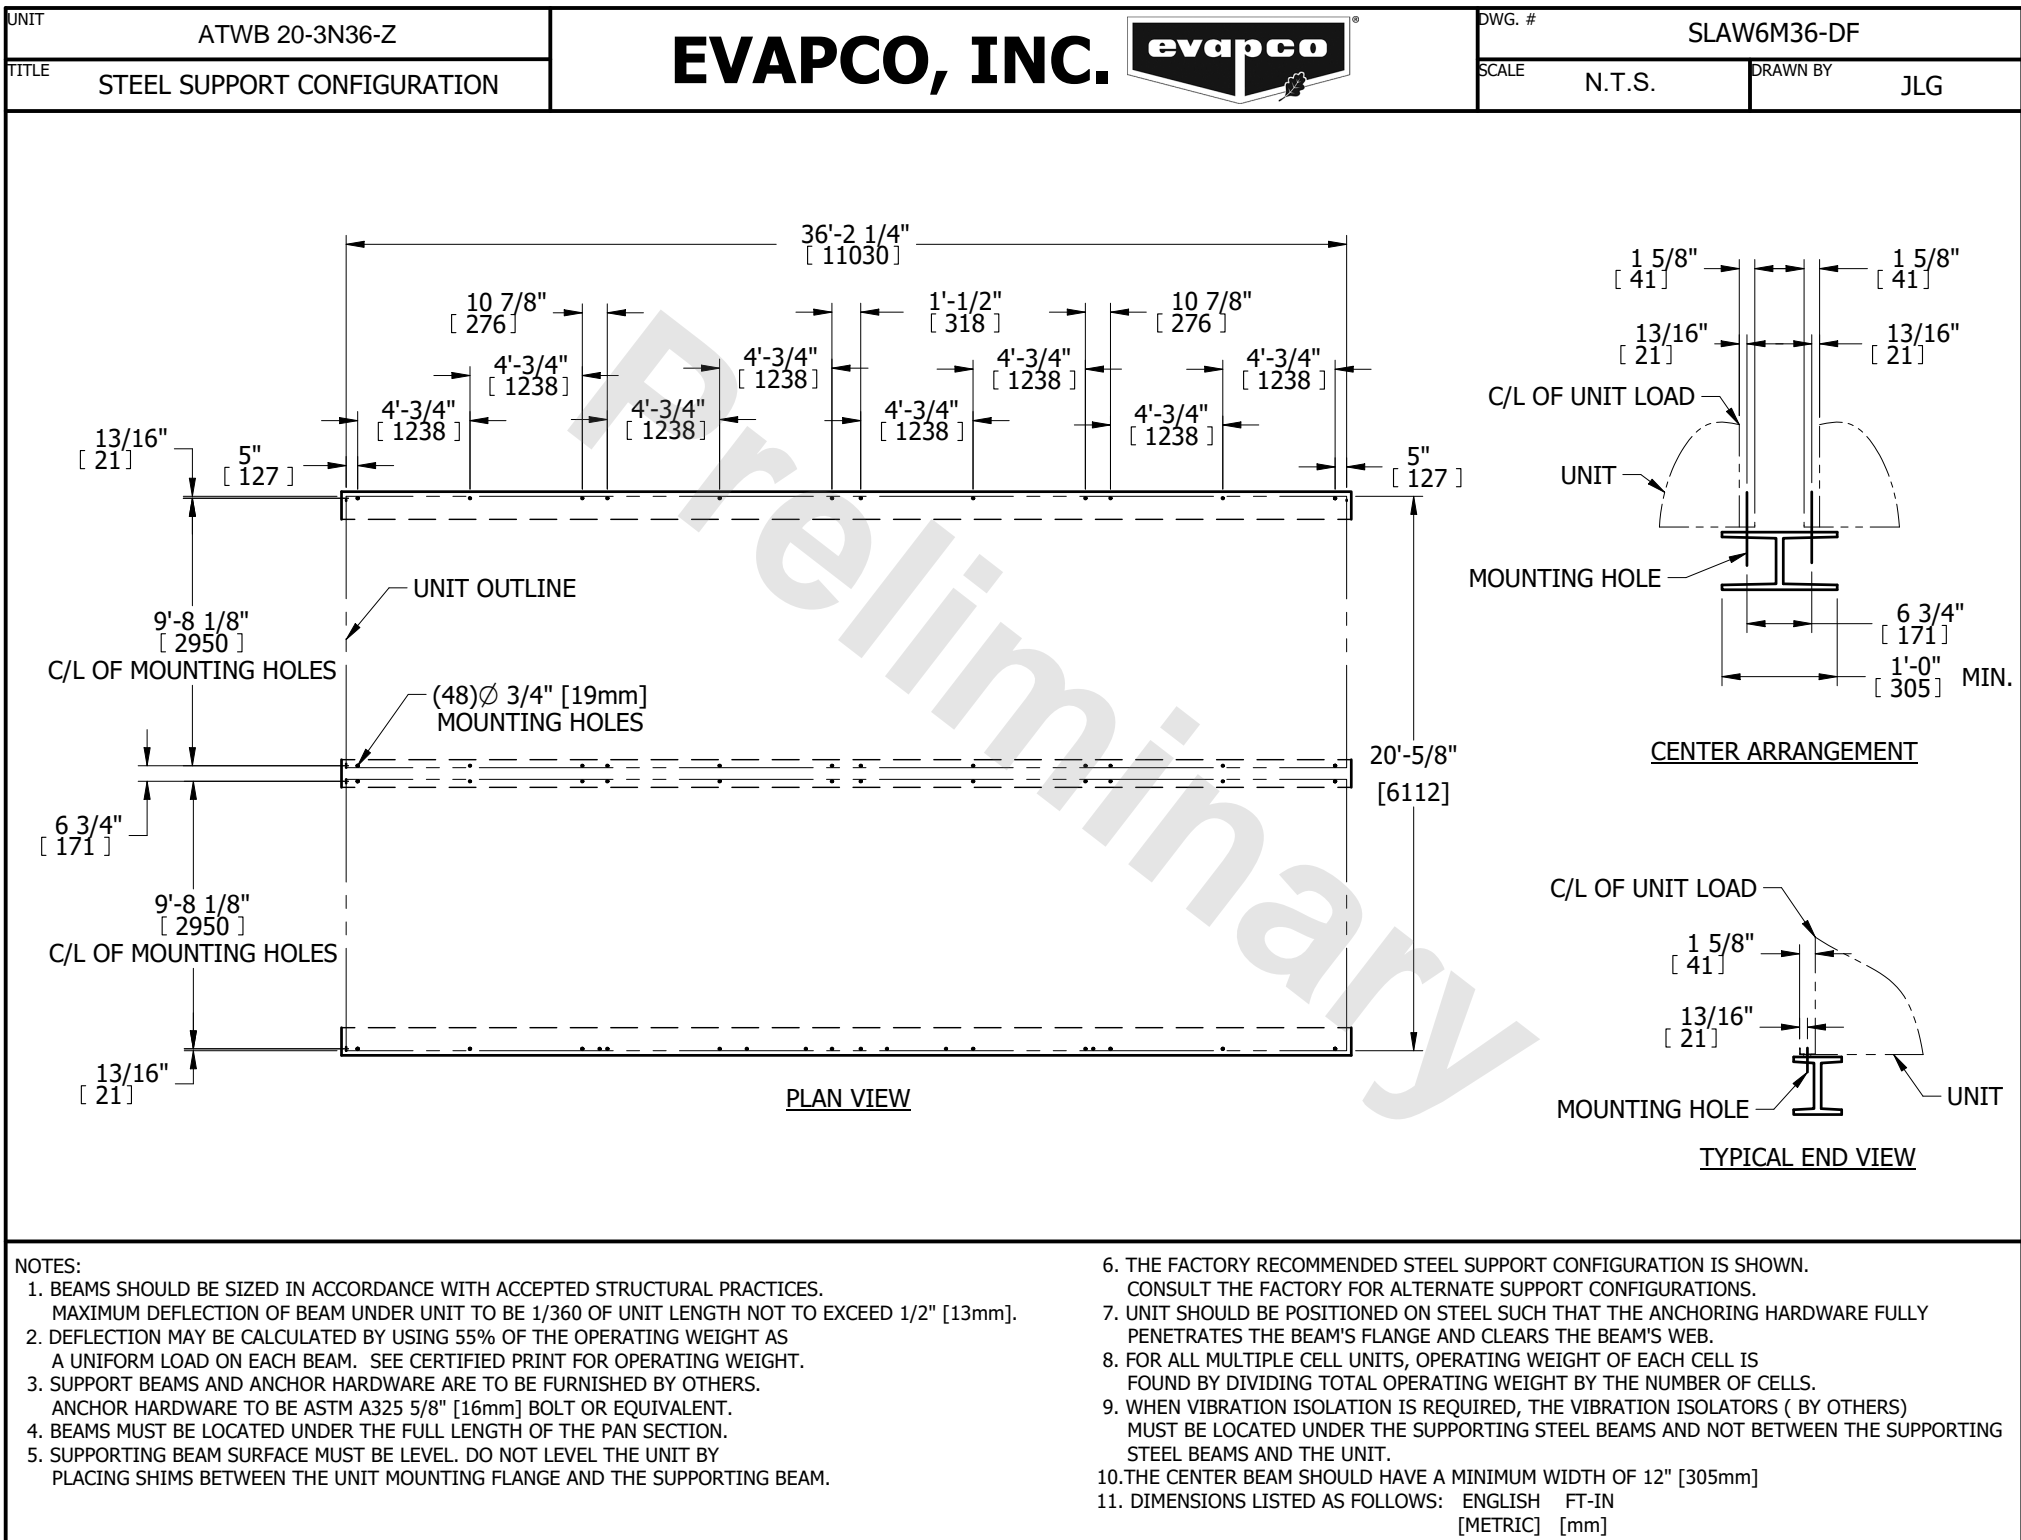 UNIT
ATWB 20-3N36-Z
TITLE
STEEL SUPPORT CONFIGURATION
EVAPCO, INC.
evapco
®
DWG. #
SLAW6M36-DF
SCALE
N.T.S.
DRAWN BY
JLG
36'-2 1/4"
[ 11030 ]
10 7/8"
[ 276 ]
1'-1/2"
[ 318 ]
10 7/8"
[ 276 ]
4'-3/4"
[ 1238 ]
4'-3/4"
[ 1238 ]
4'-3/4"
[ 1238 ]
4'-3/4"
[ 1238 ]
4'-3/4"
[ 1238 ]
4'-3/4"
[ 1238 ]
4'-3/4"
[ 1238 ]
4'-3/4"
[ 1238 ]
13/16"
[ 21 ]
5"
[ 127 ]
5"
[ 127 ]
UNIT OUTLINE
9'-8 1/8"
[ 2950 ]
C/L OF MOUNTING HOLES
(48)Ø 3/4" [19mm]
MOUNTING HOLES
20'-5/8"
[6112]
6 3/4"
[ 171 ]
9'-8 1/8"
[ 2950 ]
C/L OF MOUNTING HOLES
13/16"
[ 21 ]
PLAN VIEW
Preliminary
1 5/8"
[ 41 ]
1 5/8"
[ 41 ]
13/16"
[ 21 ]
13/16"
[ 21 ]
C/L OF UNIT LOAD
UNIT
MOUNTING HOLE
6 3/4"
[ 171 ]
1'-0"
[ 305 ] MIN.
CENTER ARRANGEMENT
C/L OF UNIT LOAD
1 5/8"
[ 41 ]
13/16"
[ 21 ]
MOUNTING HOLE
UNIT
TYPICAL END VIEW
NOTES:
1. BEAMS SHOULD BE SIZED IN ACCORDANCE WITH ACCEPTED STRUCTURAL PRACTICES.
MAXIMUM DEFLECTION OF BEAM UNDER UNIT TO BE 1/360 OF UNIT LENGTH NOT TO EXCEED 1/2" [13mm].
2. DEFLECTION MAY BE CALCULATED BY USING 55% OF THE OPERATING WEIGHT AS
A UNIFORM LOAD ON EACH BEAM. SEE CERTIFIED PRINT FOR OPERATING WEIGHT.
3. SUPPORT BEAMS AND ANCHOR HARDWARE ARE TO BE FURNISHED BY OTHERS.
ANCHOR HARDWARE TO BE ASTM A325 5/8" [16mm] BOLT OR EQUIVALENT.
4. BEAMS MUST BE LOCATED UNDER THE FULL LENGTH OF THE PAN SECTION.
5. SUPPORTING BEAM SURFACE MUST BE LEVEL. DO NOT LEVEL THE UNIT BY
PLACING SHIMS BETWEEN THE UNIT MOUNTING FLANGE AND THE SUPPORTING BEAM.
6. THE FACTORY RECOMMENDED STEEL SUPPORT CONFIGURATION IS SHOWN.
CONSULT THE FACTORY FOR ALTERNATE SUPPORT CONFIGURATIONS.
7. UNIT SHOULD BE POSITIONED ON STEEL SUCH THAT THE ANCHORING HARDWARE FULLY
PENETRATES THE BEAM'S FLANGE AND CLEARS THE BEAM'S WEB.
8. FOR ALL MULTIPLE CELL UNITS, OPERATING WEIGHT OF EACH CELL IS
FOUND BY DIVIDING TOTAL OPERATING WEIGHT BY THE NUMBER OF CELLS.
9. WHEN VIBRATION ISOLATION IS REQUIRED, THE VIBRATION ISOLATORS ( BY OTHERS)
MUST BE LOCATED UNDER THE SUPPORTING STEEL BEAMS AND NOT BETWEEN THE SUPPORTING
STEEL BEAMS AND THE UNIT.
10.THE CENTER BEAM SHOULD HAVE A MINIMUM WIDTH OF 12" [305mm]
11. DIMENSIONS LISTED AS FOLLOWS: ENGLISH FT-IN
[METRIC] [mm]